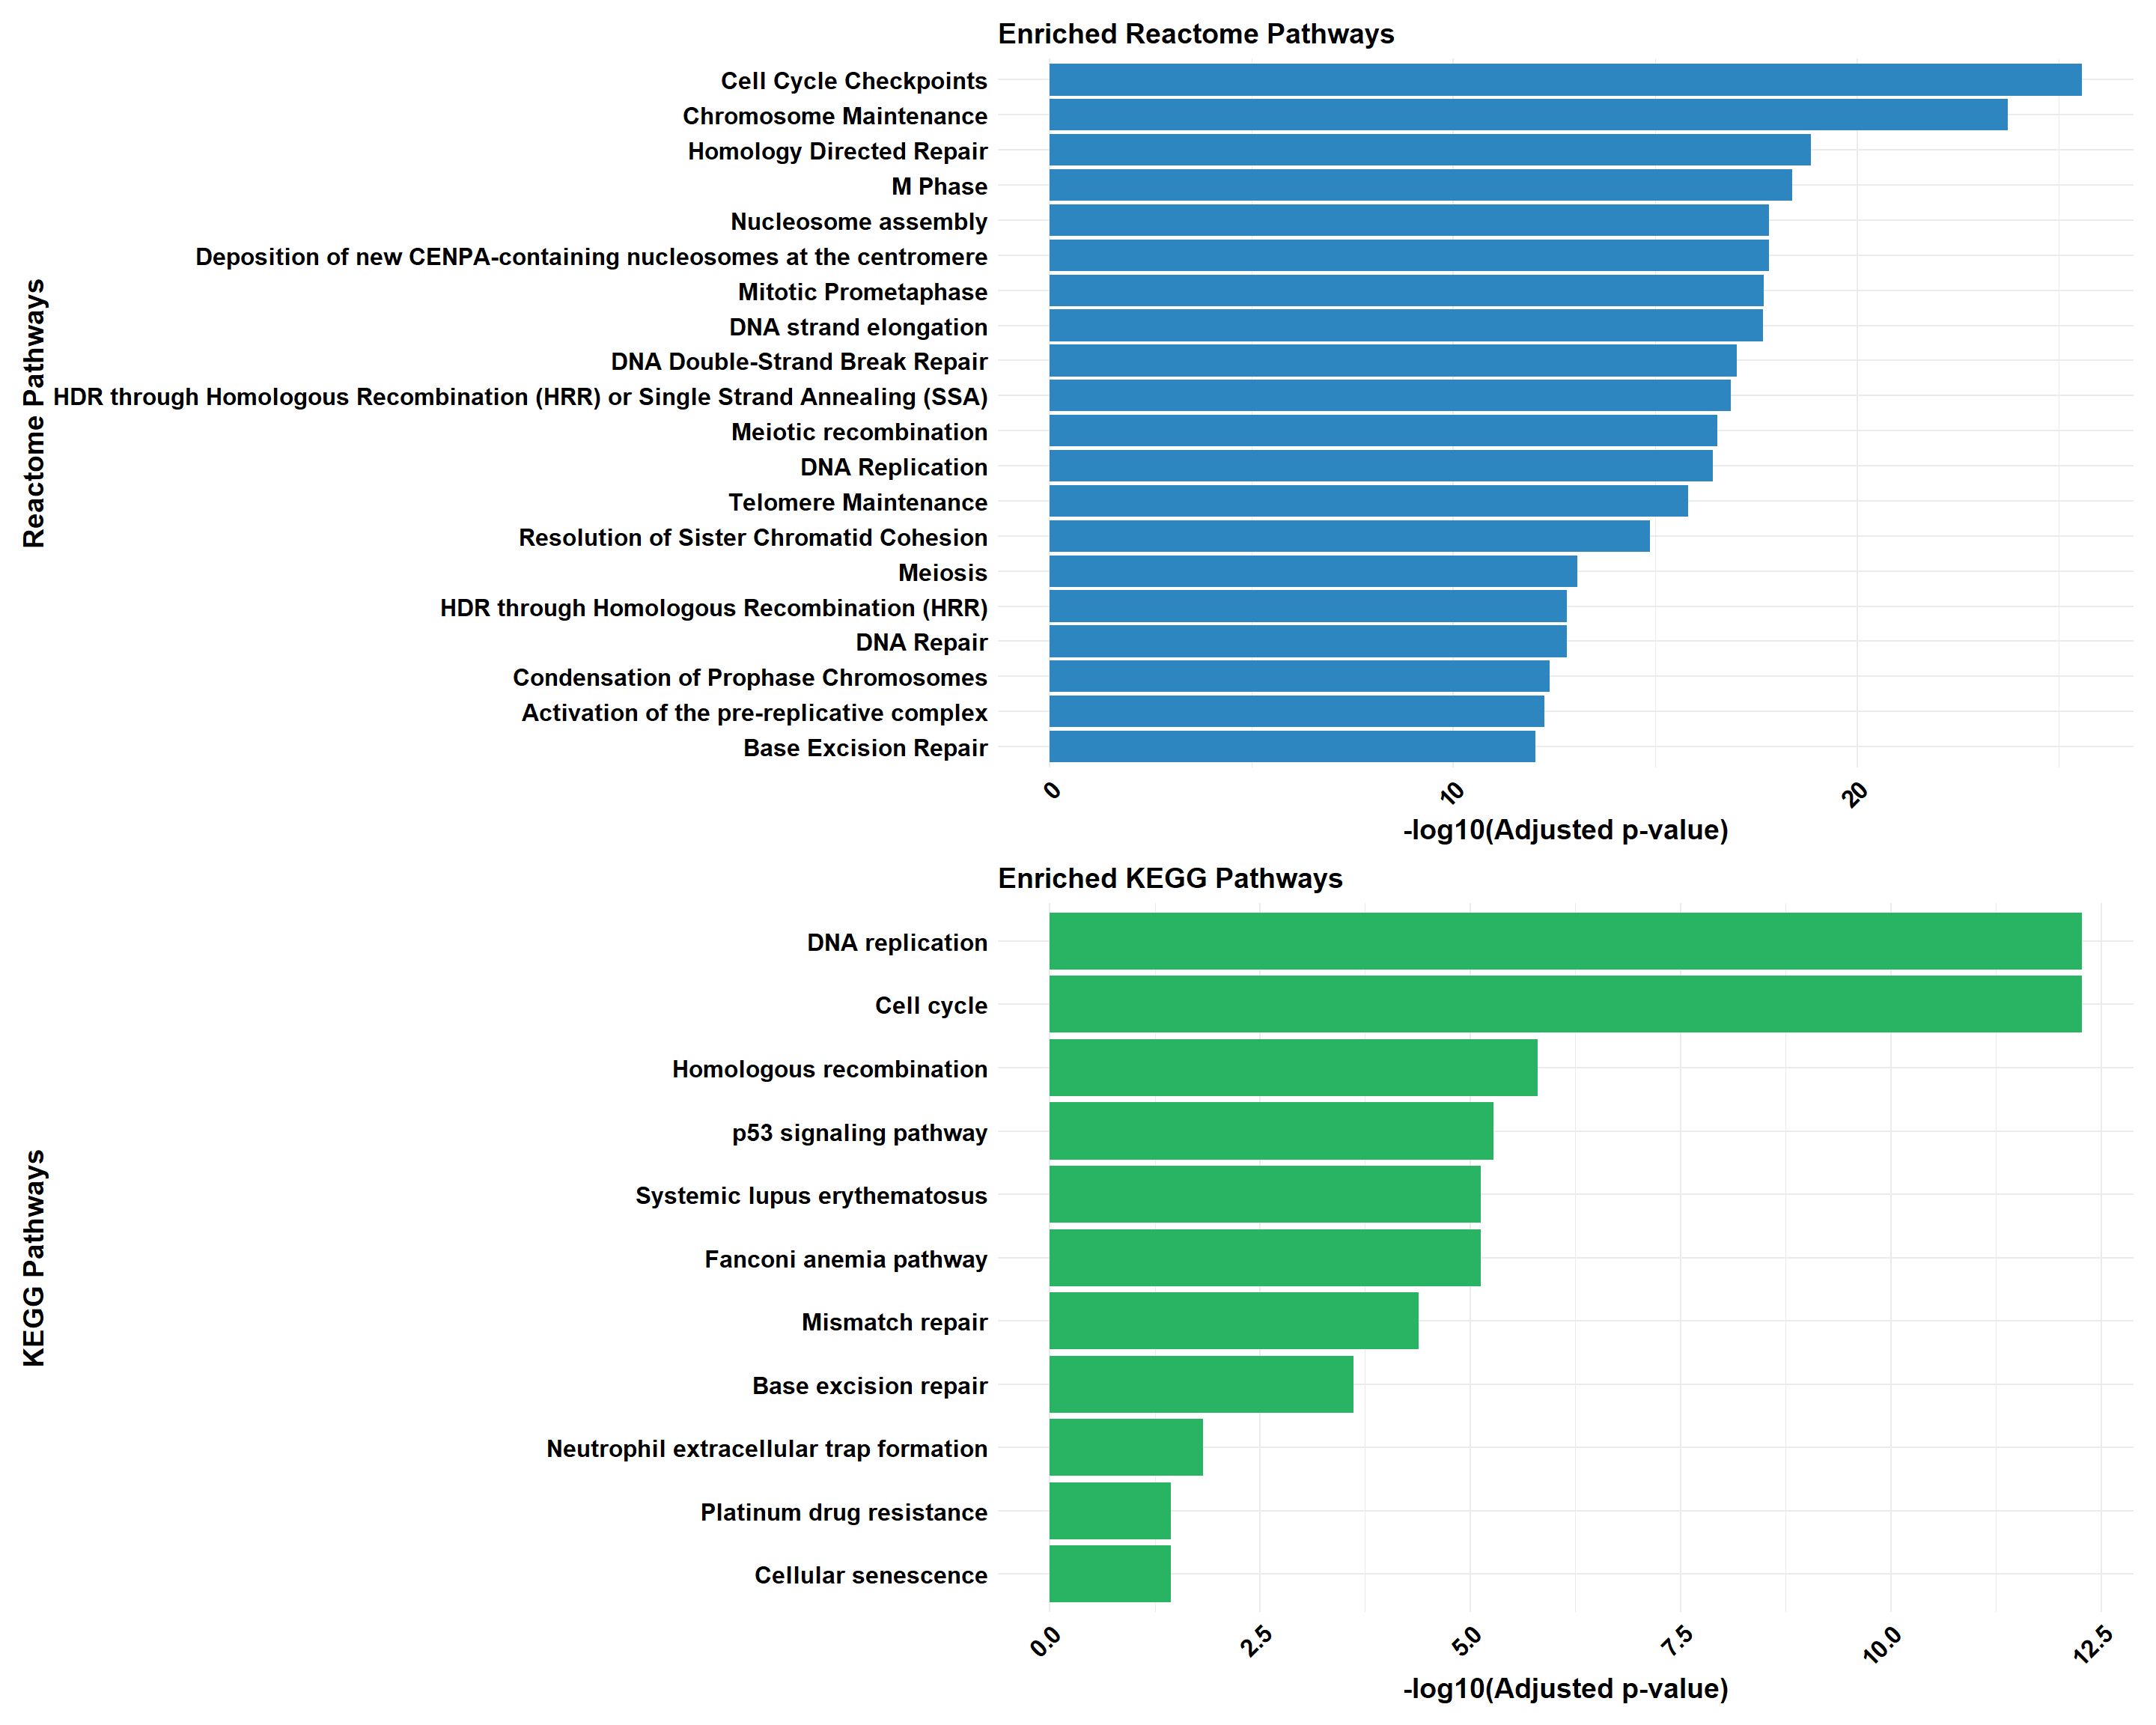 Enriched Reactome Pathways
Reactome Pathways
Cell Cycle Checkpoints
Chromosome Maintenance
Homology Directed Repair
M Phase
Nucleosome assembly
Deposition of new CENPA-containing nucleosomes at the centromere
Mitotic Prometaphase
DNA strand elongation
DNA Double-Strand Break Repair
HDR through Homologous Recombination (HRR) or Single Strand Annealing (SSA)
Meiotic recombination
DNA Replication
Telomere Maintenance
Resolution of Sister Chromatid Cohesion
Meiosis
HDR through Homologous Recombination (HRR)
DNA Repair
Condensation of Prophase Chromosomes
Activation of the pre-replicative complex
Base Excision Repair
0 10 20
-log10(Adjusted p-value)
Enriched KEGG Pathways
KEGG Pathways
DNA replication
Cell cycle
Homologous recombination
p53 signaling pathway
Systemic lupus erythematosus
Fanconi anemia pathway
Mismatch repair
Base excision repair
Neutrophil extracellular trap formation
Platinum drug resistance
Cellular senescence
0.0 2.5 5.0 7.5 10.0 12.5
-log10(Adjusted p-value)